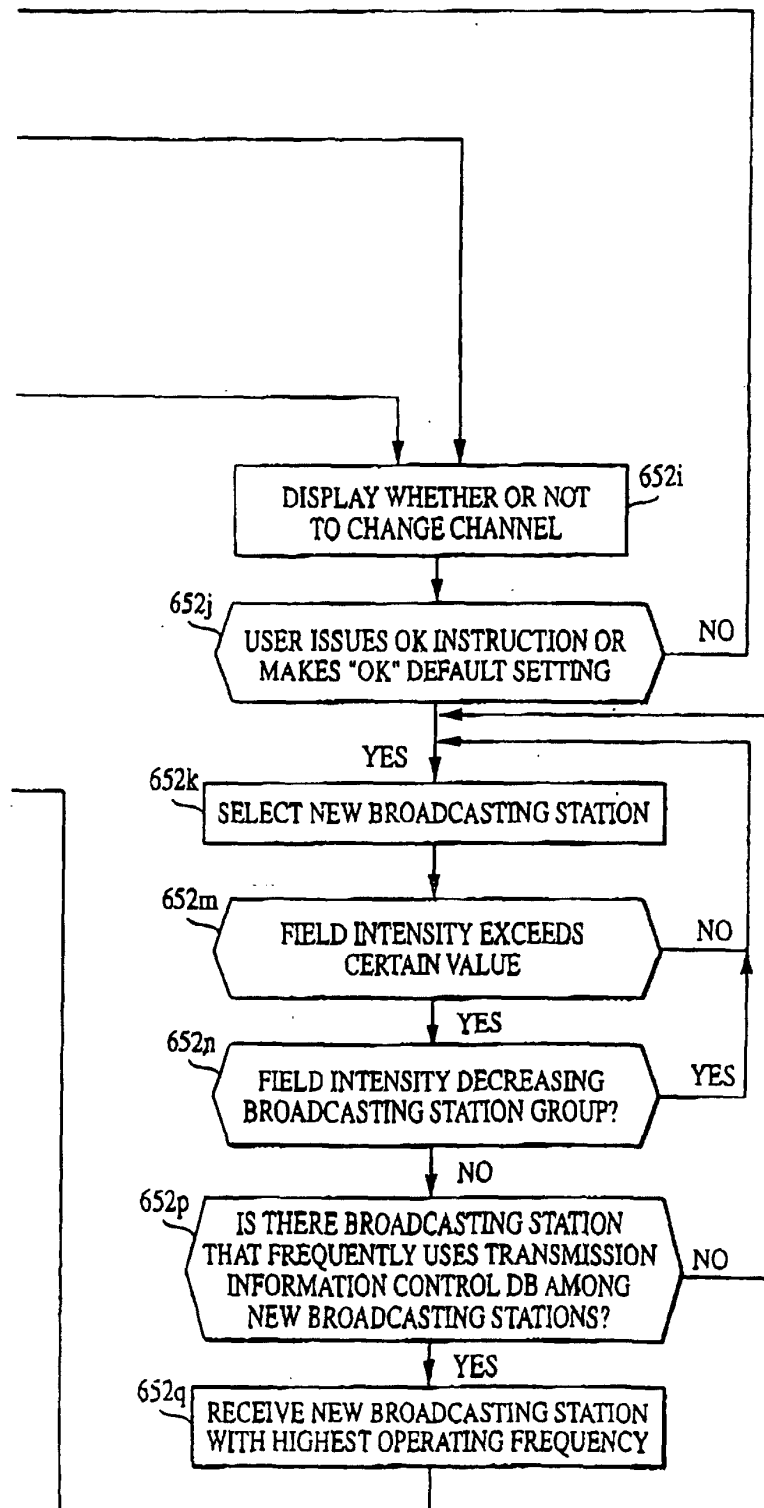 652i
DISPLAY WHETHER OR NOT
TO CHANGE CHANNEL
652j
USER ISSUES OK INSTRUCTION OR
MAKES "OK" DEFAULT SETTING
NO
YES
652k
SELECT NEW BROADCASTING STATION
652m
FIELD INTENSITY EXCEEDS
CERTAIN VALUE
NO
YES
652n
FIELD INTENSITY DECREASING
BROADCASTING STATION GROUP?
YES
NO
652p
IS THERE BROADCASTING STATION
THAT FREQUENTLY USES TRANSMISSION
INFORMATION CONTROL DB AMONG
NEW BROADCASTING STATIONS?
NO
YES
652q
RECEIVE NEW BROADCASTING STATION
WITH HIGHEST OPERATING FREQUENCY